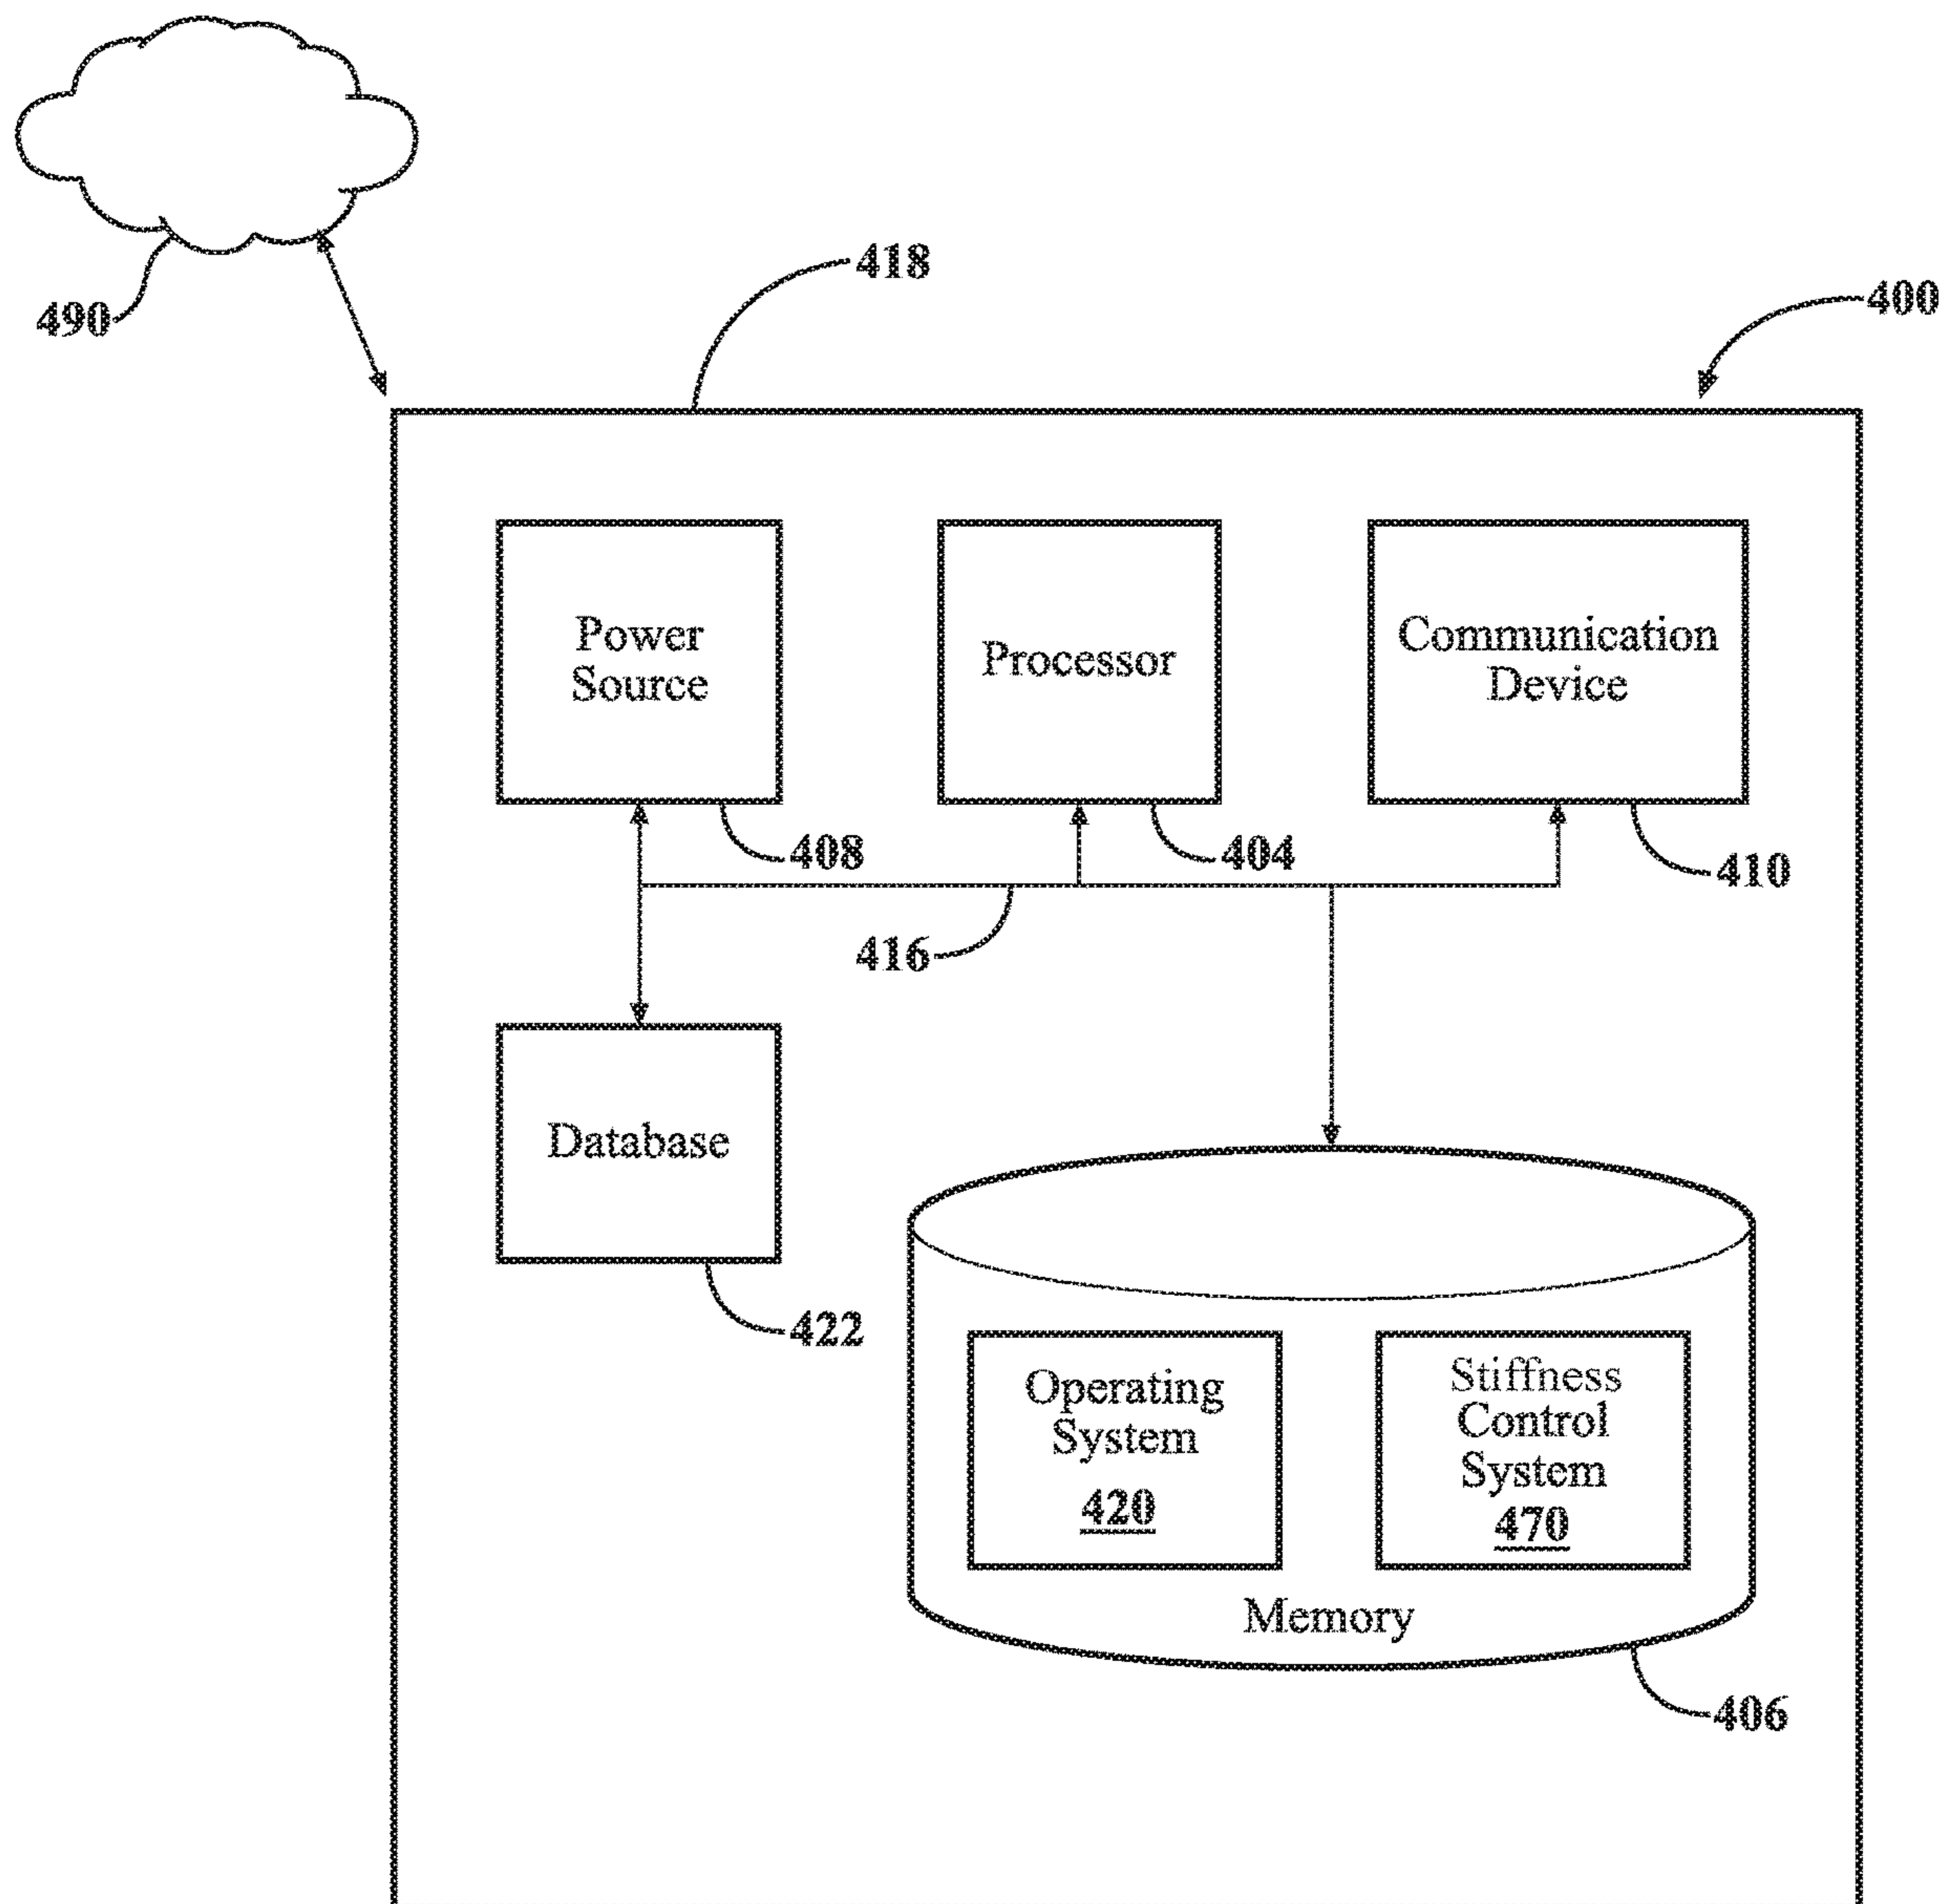 490
418
400
Power
Source
Processor
Communication
Device
408
404
410
416
Database
422
Operating
System
420
Stiffness
Control
System
470
Memory
406